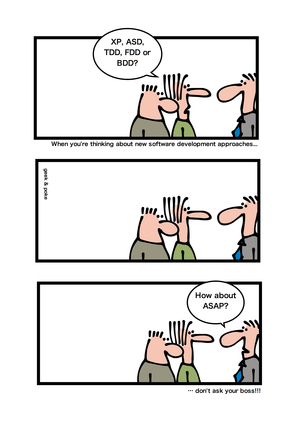 XP, ASD,
TDD, FDD or
BDD?
When you're thinking about new software development approaches...
geek & poke
How about
ASAP?
... don't ask your boss!!!